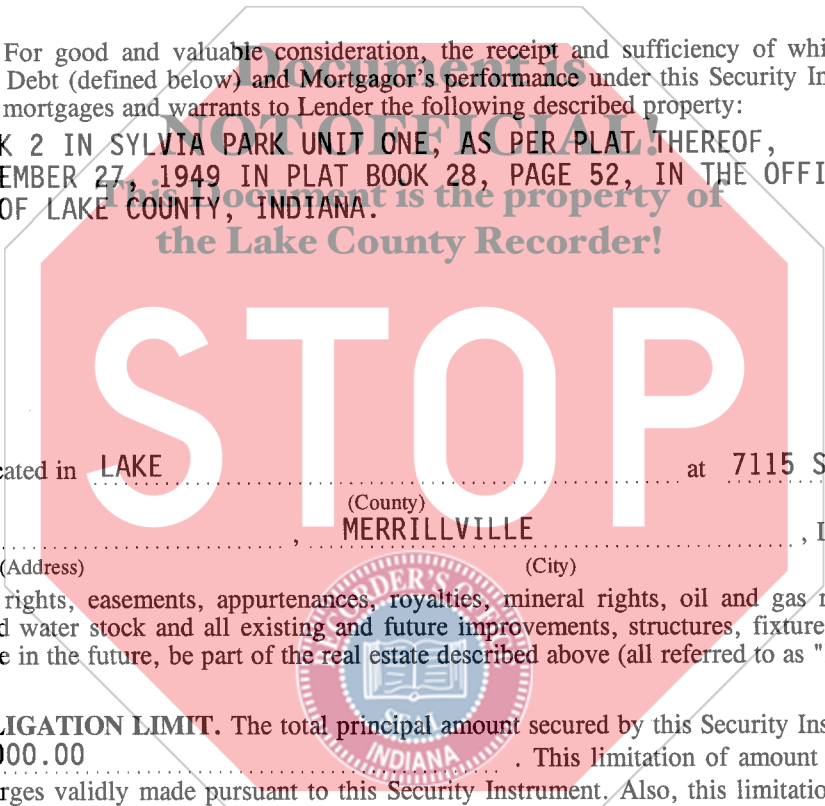 For good and valuable consideration, the receipt and sufficiency of whi
Document is
Debt (defined below) and Mortgagor's performance under this Security In
mortgages and warrants to Lender the following described property:
NOT OFFICIAL!
K 2 IN SYLVIA PARK UNIT ONE, AS PER PLAT THEREOF,
EMBER 27, 1949 IN PLAT BOOK 28, PAGE 52, IN THE OFFI
This Document is the property of
OF LAKE COUNTY, INDIANA.
the Lake County Recorder!
STOP
cated in LAKE at 7115 S
(County)
, MERRILLVILLE , I
(Address) (City)
rights, easements, appurtenances, royalties, mineral rights, oil and gas r
d water stock and all existing and future improvements, structures, fixture
e in the future, be part of the real estate described above (all referred to as "
RECORDER'S OFFICE
SEAL
INDIANA
LIGATION LIMIT. The total principal amount secured by this Security Ins
000.00 . This limitation of amount
rges validly made pursuant to this Security Instrument. Also, this limitatio